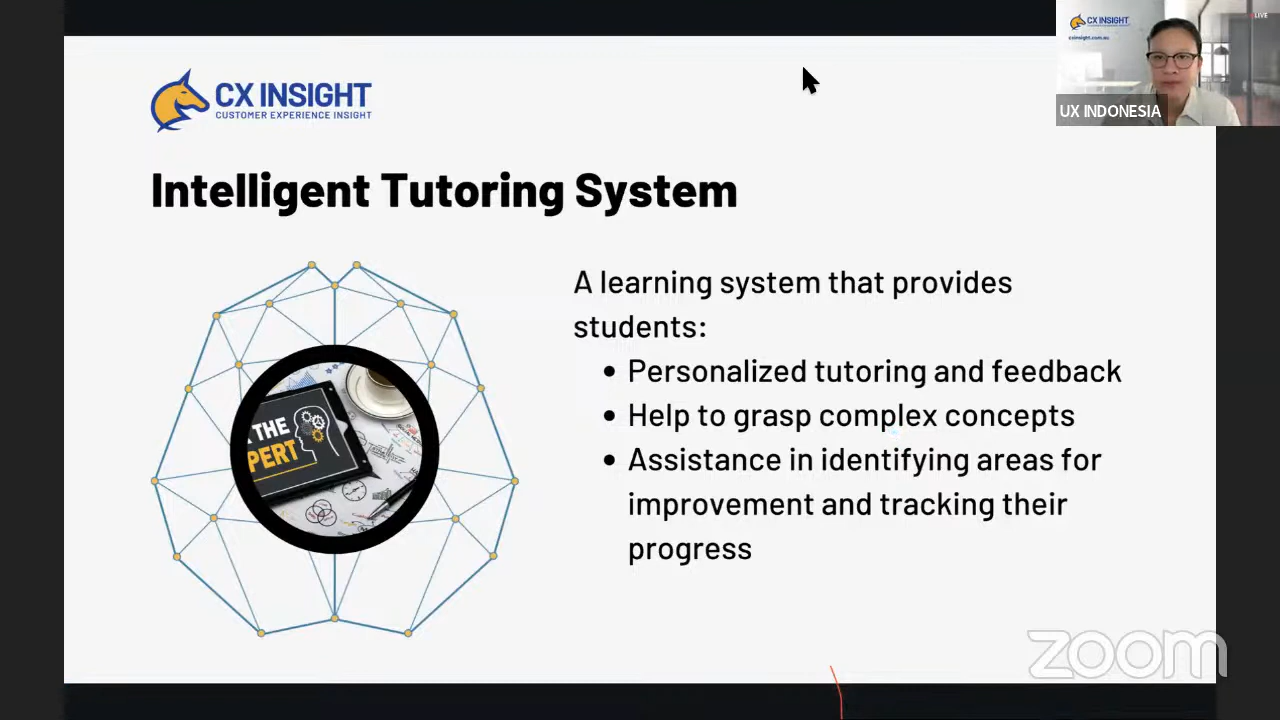 CX INSIGHT
CUSTOMER EXPERIENCE INSIGHT
CX INSIGHT
cxinsight.com.au
LIVE
UX INDONESIA
Intelligent Tutoring System
A learning system that provides
students:
• Personalized tutoring and feedback
• Help to grasp complex concepts
• Assistance in identifying areas for
improvement and tracking their
progress
THE
PERT
zoom